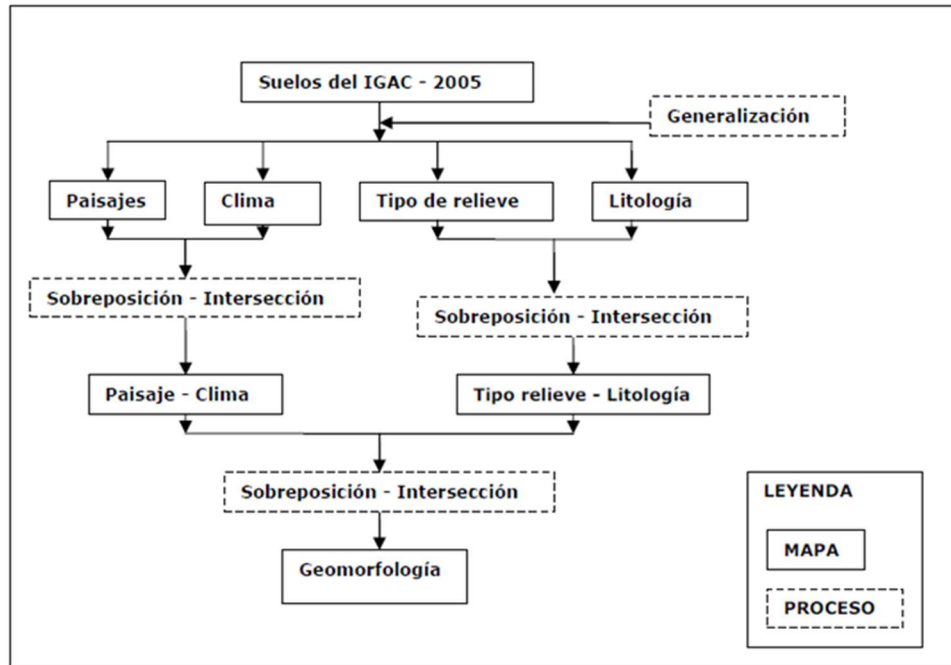 Suelos del IGAC - 2005
Generalización
Paisajes
Clima
Tipo de relieve
Litología
Sobreposición - Intersección
Sobreposición - Intersección
Paisaje - Clima
Tipo relieve - Litología
Sobreposición - Intersección
Geomorfología
LEYENDA
MAPA
PROCESO